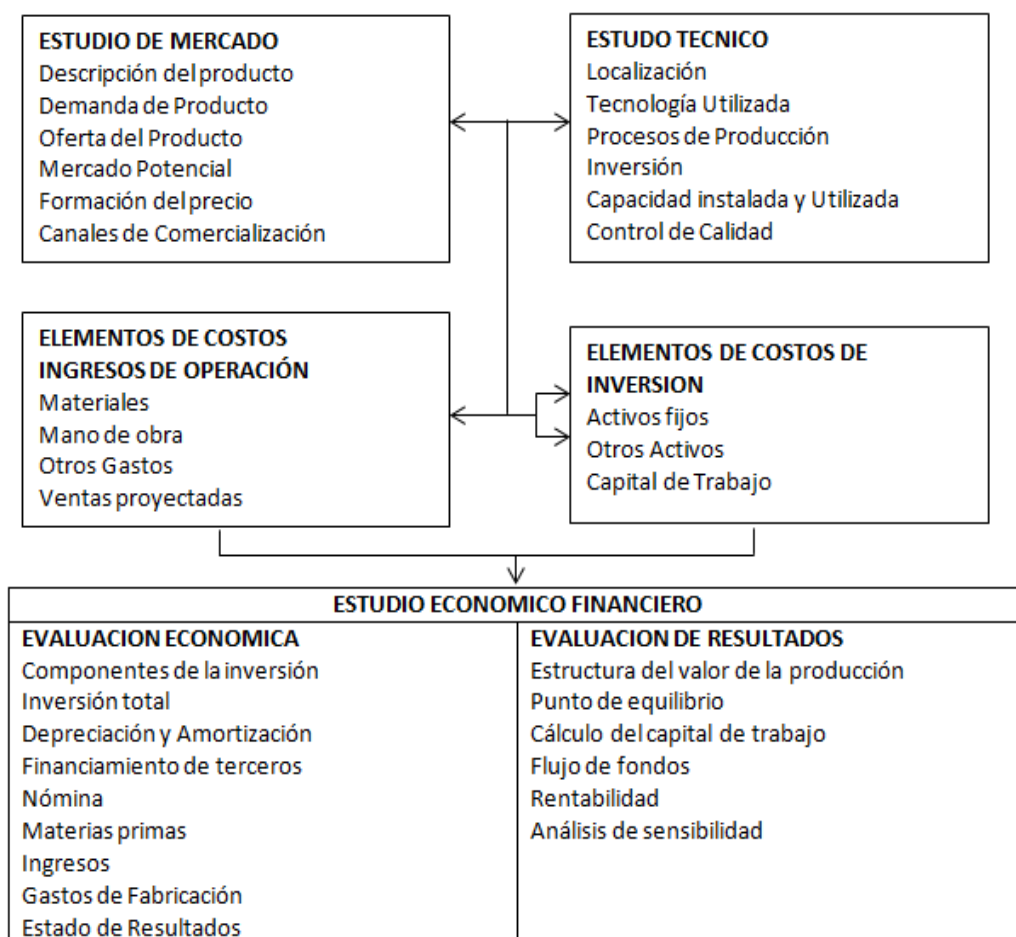 ESTUDIO DE MERCADO
Descripción del producto
Demanda de Producto
Oferta del Producto
Mercado Potencial
Formación del precio
Canales de Comercialización
ESTUDO TECNICO
Localización
Tecnología Utilizada
Procesos de Producción
Inversión
Capacidad instalada y Utilizada
Control de Calidad
ELEMENTOS DE COSTOS
INGRESOS DE OPERACIÓN
Materiales
Mano de obra
Otros Gastos
Ventas proyectadas
ELEMENTOS DE COSTOS DE
INVERSION
Activos fijos
Otros Activos
Capital de Trabajo
ESTUDIO ECONOMICO FINANCIERO
EVALUACION ECONOMICA
Componentes de la inversión
Inversión total
Depreciación y Amortización
Financiamiento de terceros
Nómina
Materias primas
Ingresos
Gastos de Fabricación
Estado de Resultados
EVALUACION DE RESULTADOS
Estructura del valor de la producción
Punto de equilibrio
Cálculo del capital de trabajo
Flujo de fondos
Rentabilidad
Análisis de sensibilidad